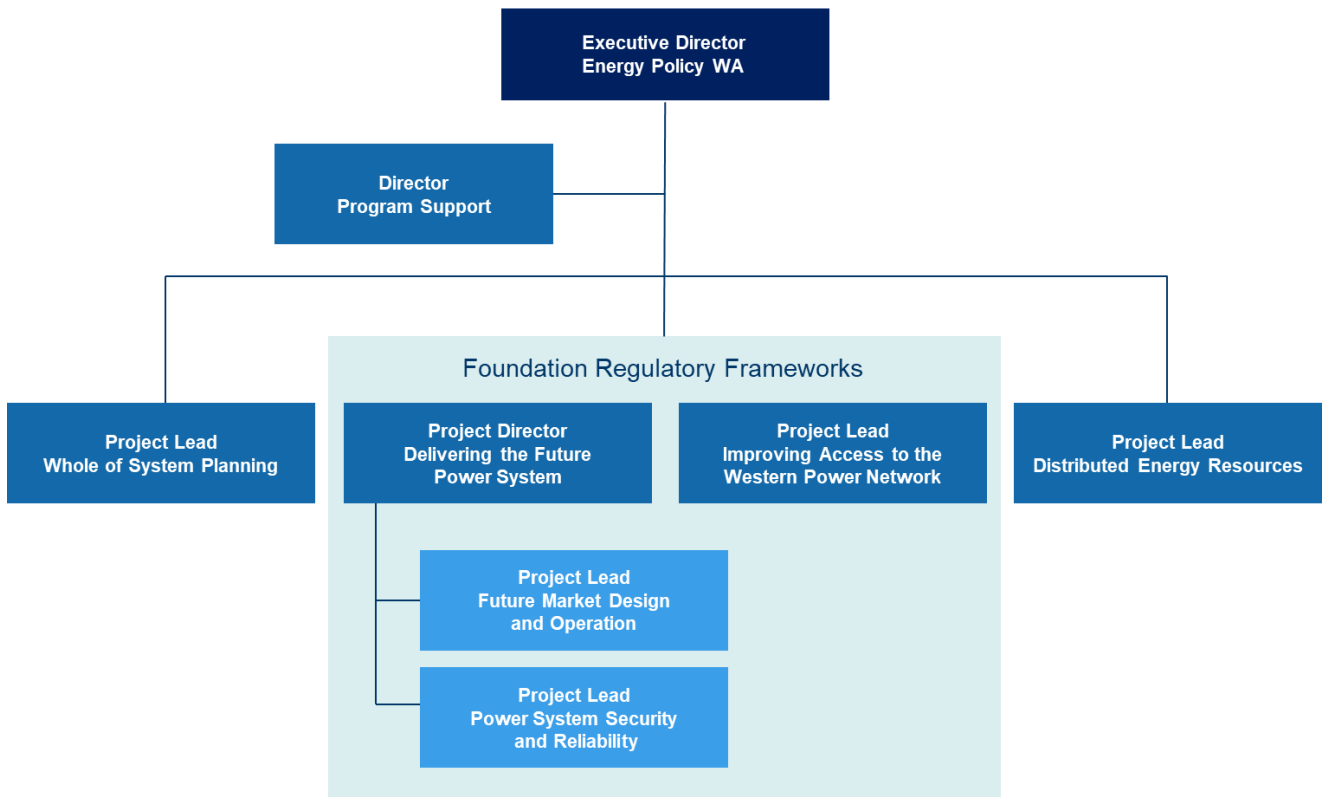 Executive Director
Energy Policy WA
Director
Program Support
Foundation Regulatory Frameworks
Project Lead
Whole of System Planning
Project Director
Delivering the Future
Power System
Project Lead
Improving Access to the
Western Power Network
Project Lead
Distributed Energy Resources
Project Lead
Future Market Design
and Operation
Project Lead
Power System Security
and Reliability